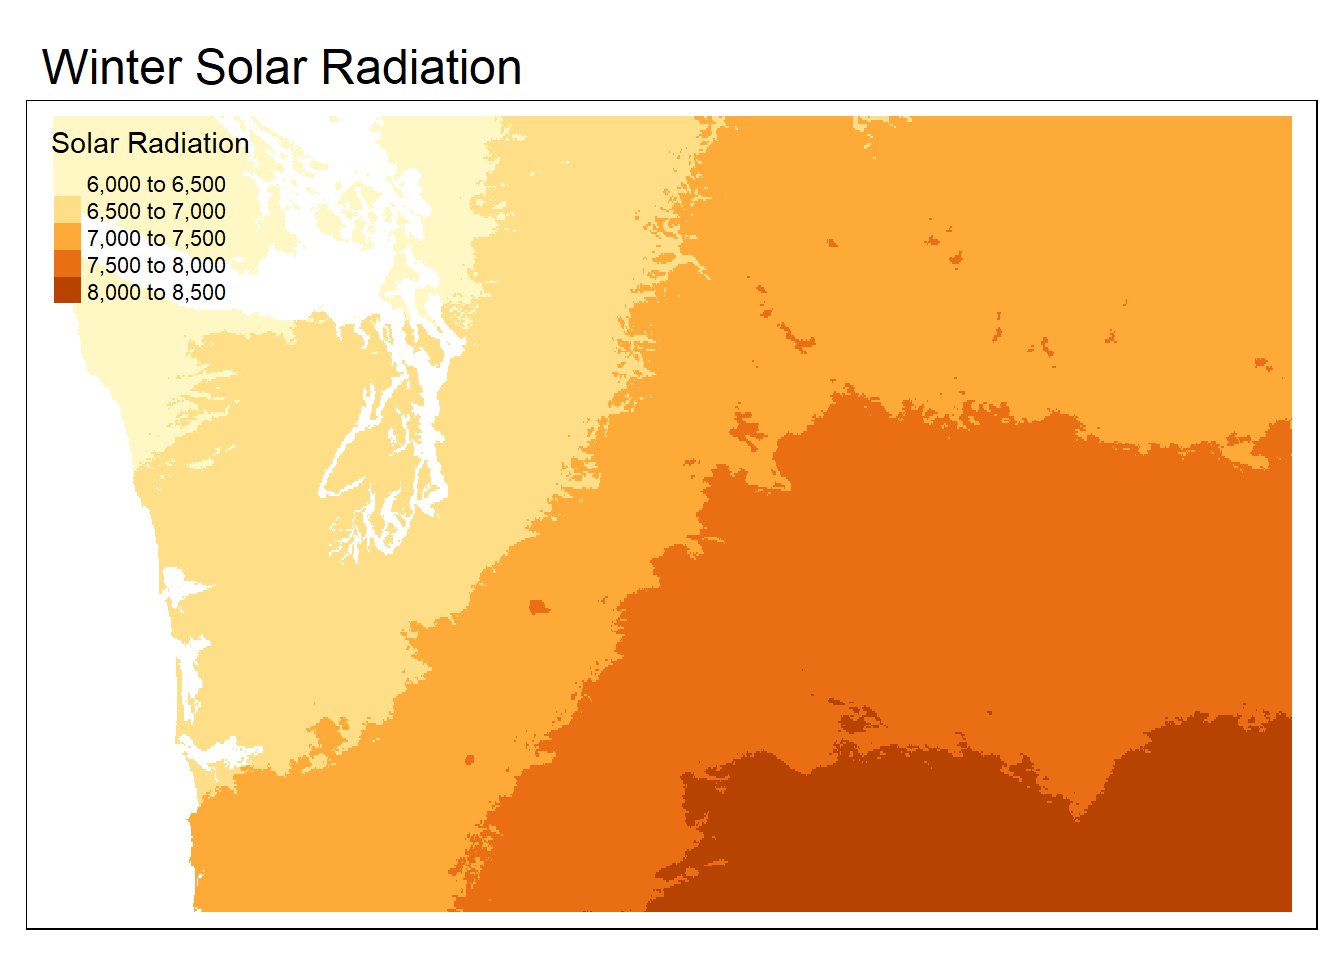 Winter Solar Radiation
Solar Radiation
6,000 to 6,500
6,500 to 7,000
7,000 to 7,500
7,500 to 8,000
8,000 to 8,500